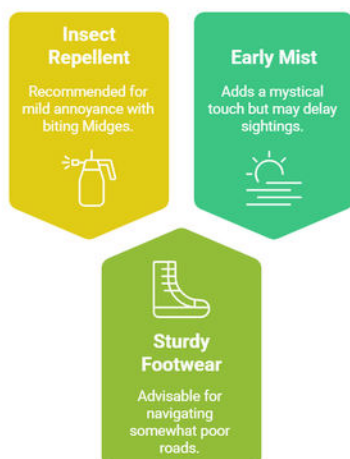 Insect
Repellent
Recommended for
mild annoyance with
biting Midges.
Early Mist
Adds a mystical
touch but may delay
sightings.
Sturdy
Footwear
Advisable for
navigating
somewhat poor
roads.